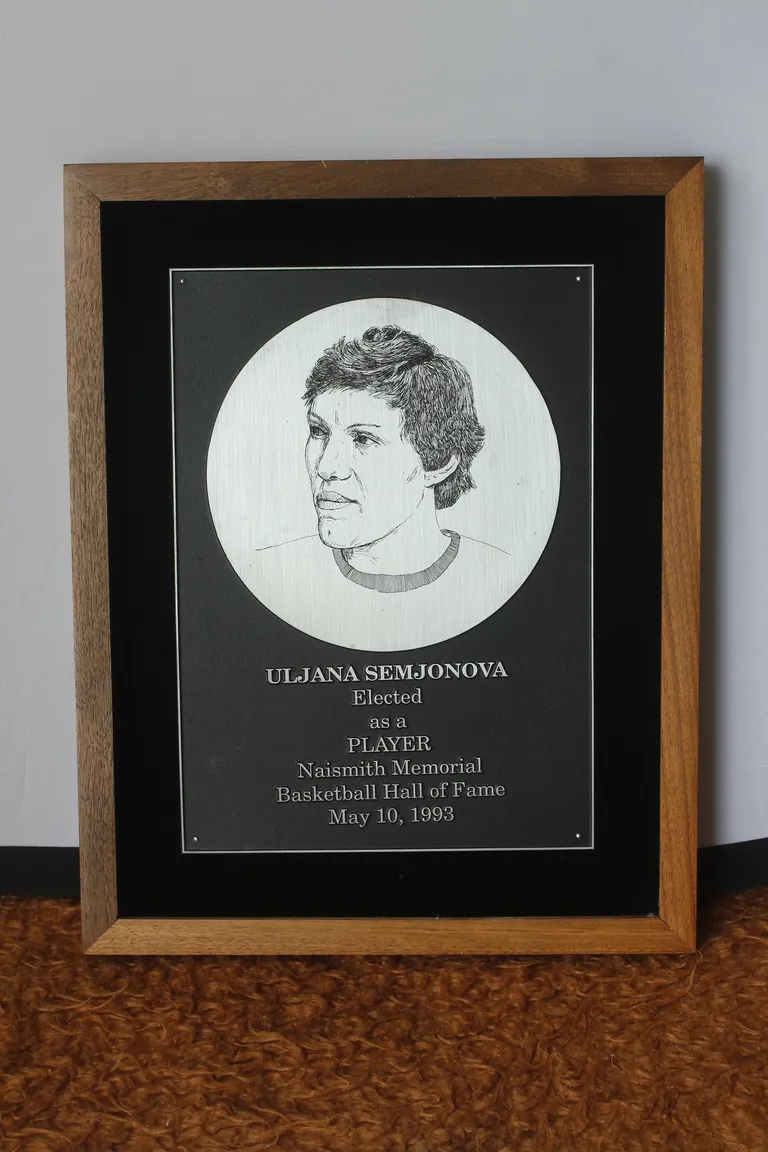 ULJANA SEMJONOVA
Elected
as a
PLAYER
Naismith Memorial
Basketball Hall of Fame
May 10, 1993